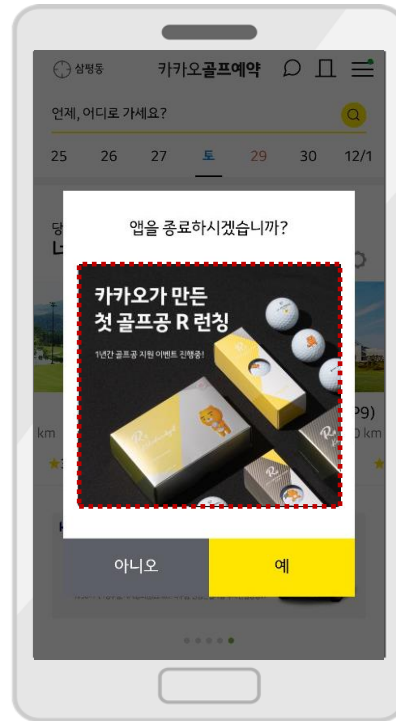 삼평동
카카오골프예약
언제, 어디로 가세요?
25 26 27 토 29 30 12/1
앱을 종료하시겠습니까?
카카오가 만든
첫 골프공 R 런칭
1년간 골프공 지원 이벤트 진행중!
P9)
km
km
아니오
예